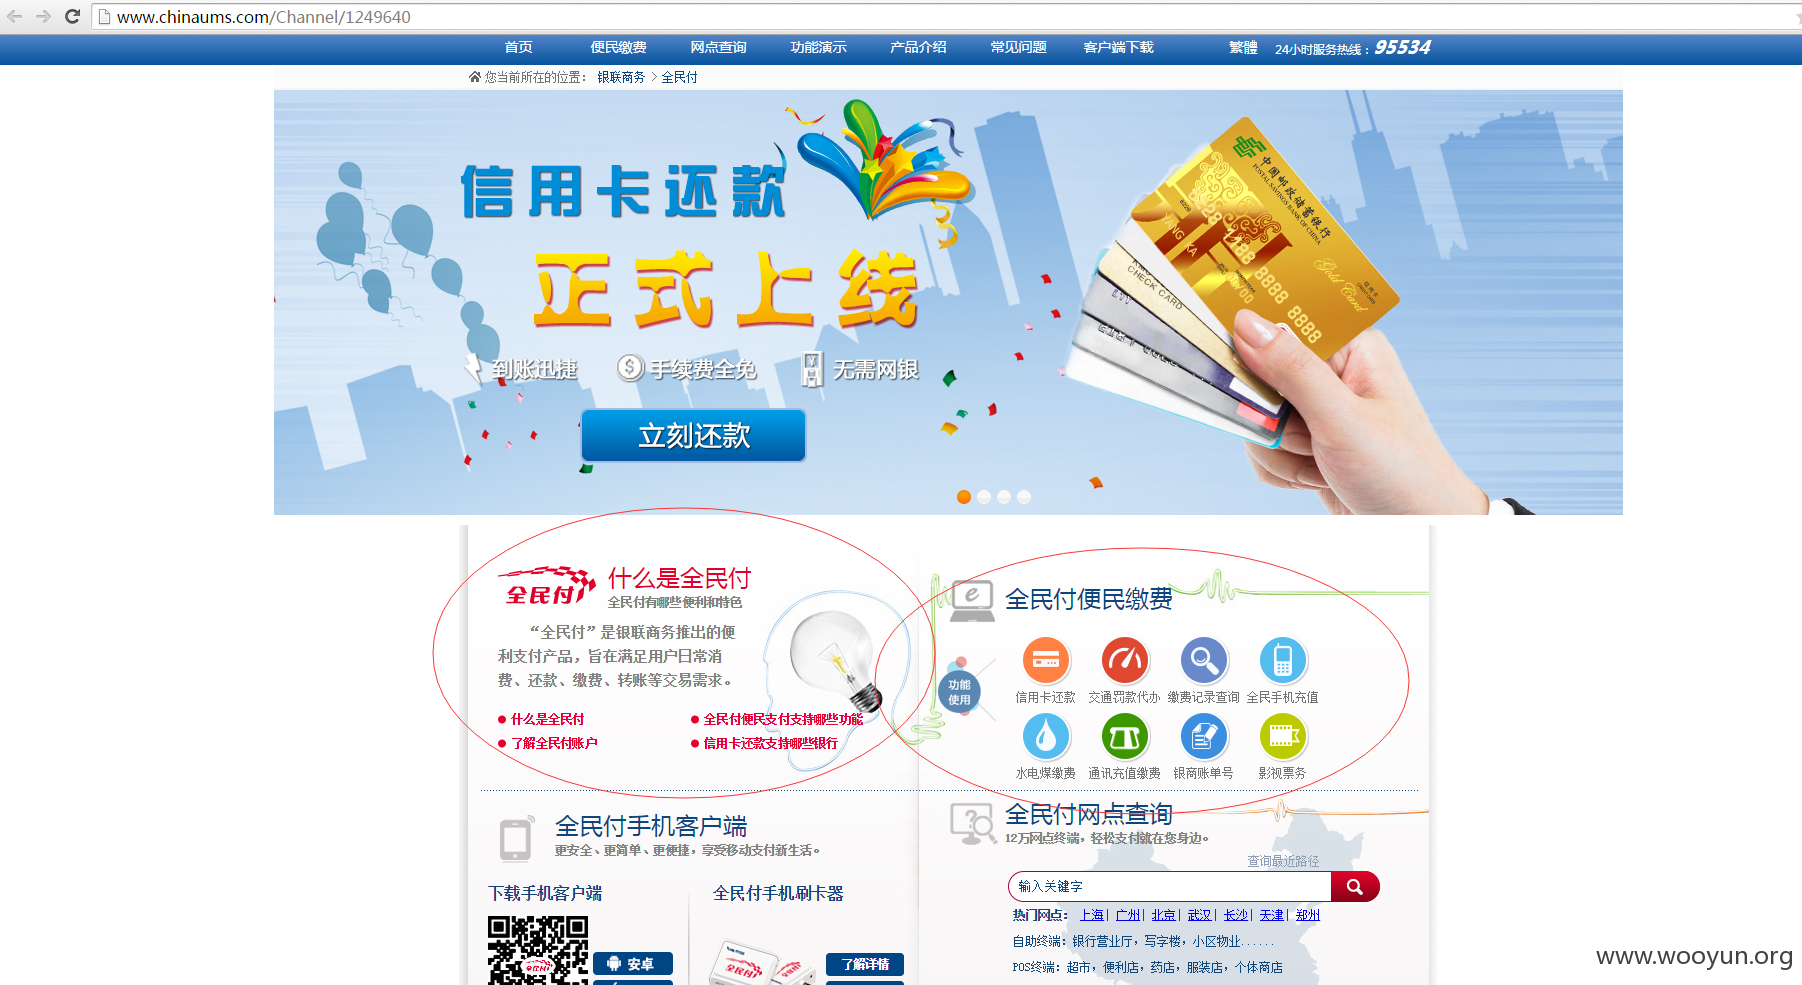 www.chinaums.com/Channel/1249640
首页 便民缴费 网点查询 功能演示 产品介绍 常见问题 客户端下载 繁體 24小时服务热线：95534
您当前所在的位置： 银联商务 > 全民付
信用卡还款
正式上线
到账迅捷 $ 手续费全免 无需网银
立刻还款
中国邮政储蓄银行
POSTAL SAVINGS BANK OF CHINA
Gold Card
CHECK CARD
全民付 什么是全民付
全民付有哪些便利和特色
“全民付”是银联商务推出的便
利支付产品，旨在满足用户日常消
费、还款、缴费、转账等交易需求。
什么是全民付 全民付便民支付支持哪些功能
了解全民付账户 信用卡还款支持哪些银行
全民付便民缴费
功能
使用
信用卡还款 交通罚款代办 缴费记录查询 全民手机充值
水电煤缴费 通讯充值缴费 银商账单号 影视票务
全民付手机客户端
更安全、更简单、更便捷，享受移动支付新生活。
下载手机客户端 全民付手机刷卡器
安卓
了解详情
全民付网点查询
12万网点终端，轻松支付就在您身边。
查询最近路径
输入关键字
热门网点： 上海| 广州| 北京| 武汉| 长沙| 天津| 郑州
自助终端：银行营业厅，写字楼，小区物业......
POS终端：超市，便利店，药店，服装店，个体商店
www.wooyun.org